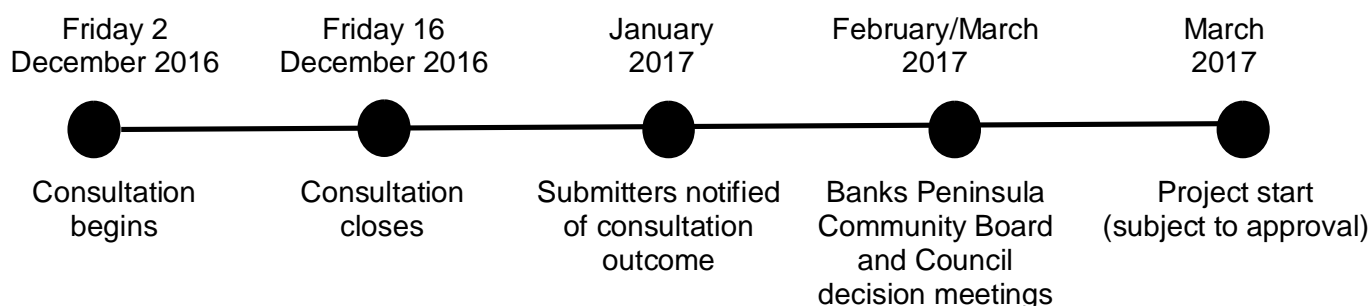 Friday 2
December 2016
Friday 16
December 2016
January
2017
February/March
2017
March
2017
Consultation
begins
Consultation
closes
Submitters notified
of consultation
outcome
Banks Peninsula
Community Board
and Council
decision meetings
Project start
(subject to approval)